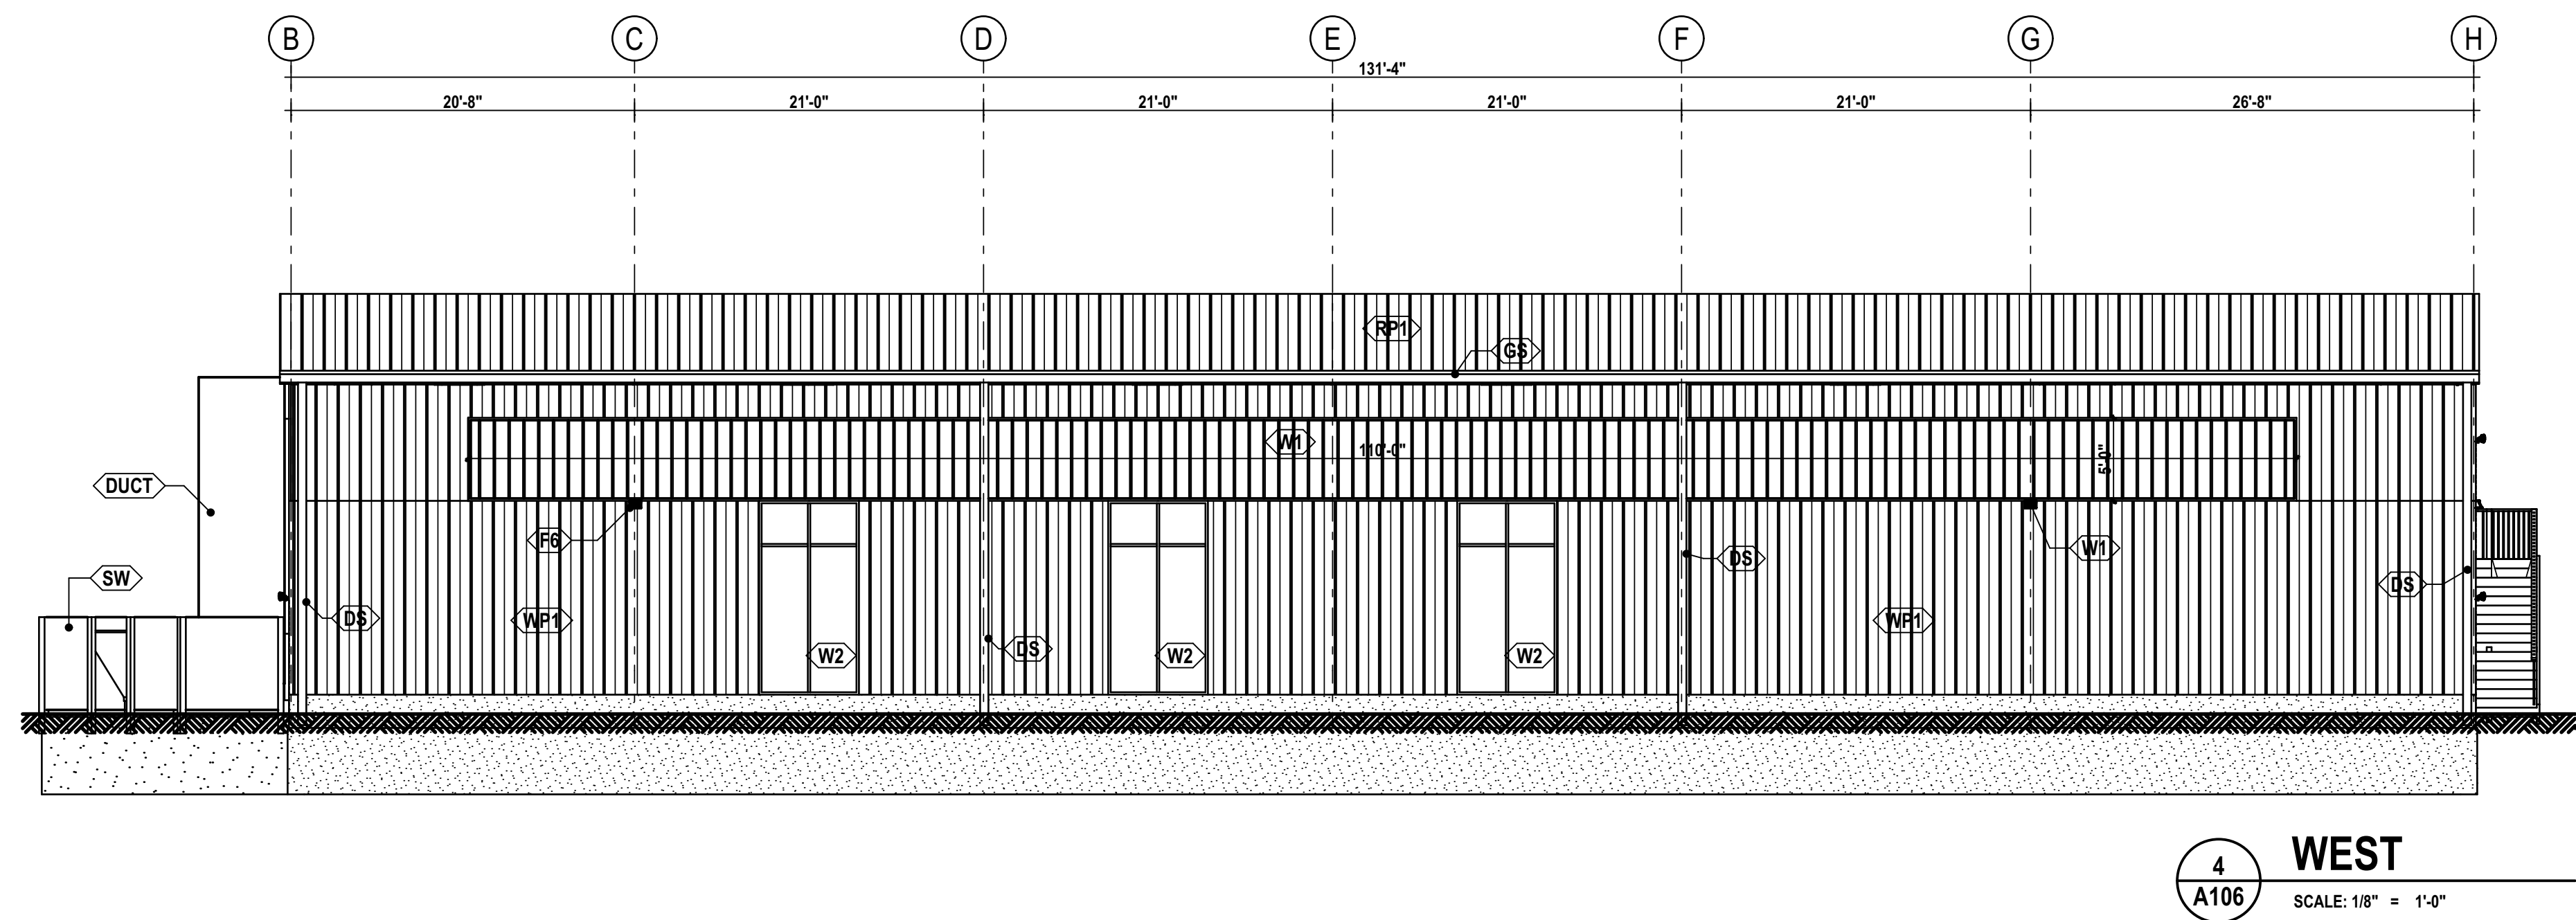 B C D E F G H
131'-4"
20'-8" 21'-0" 21'-0" 21'-0" 21'-0" 26'-8"
RP1
GS
W1
110'-0"
5'-0"
DUCT
F6
W1
DS
DS
SW
DS
WP1
WP1
DS
W2 W2 W2
4
A106
WEST
SCALE: 1/8" = 1'-0"